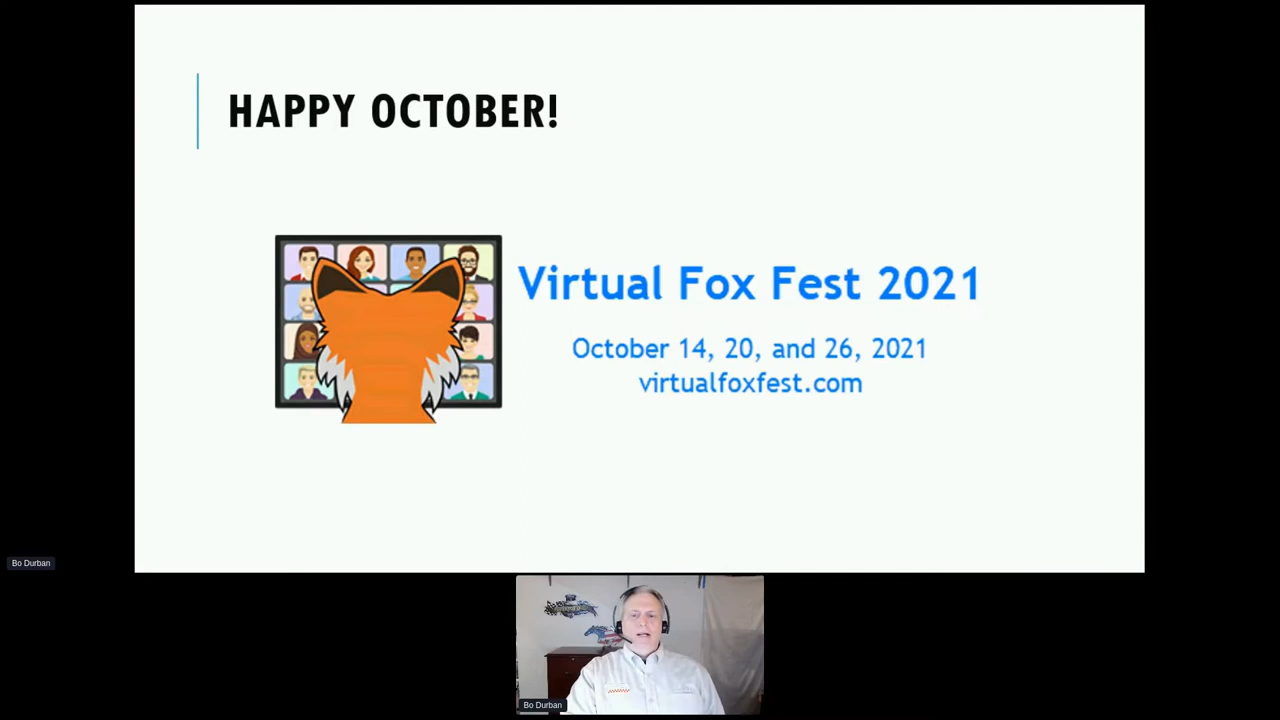 HAPPY OCTOBER!
Virtual Fox Fest 2021
October 14, 20, and 26, 2021
virtualfoxfest.com
Bo Durban
Bo Durban